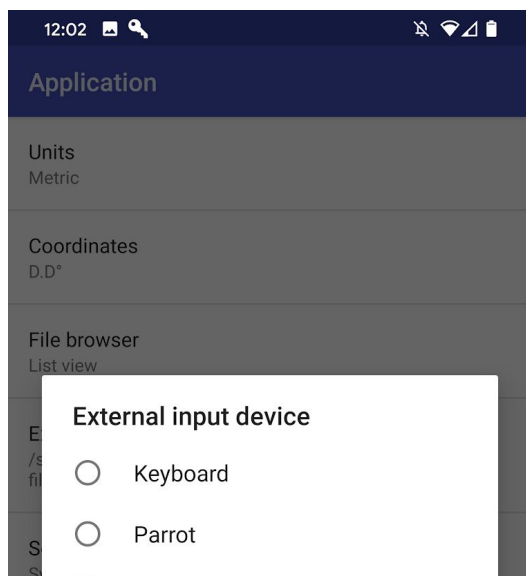 12:02
Application
Units
Metric
Coordinates
D.D°
File browser
List view
External input device
Keyboard
Parrot